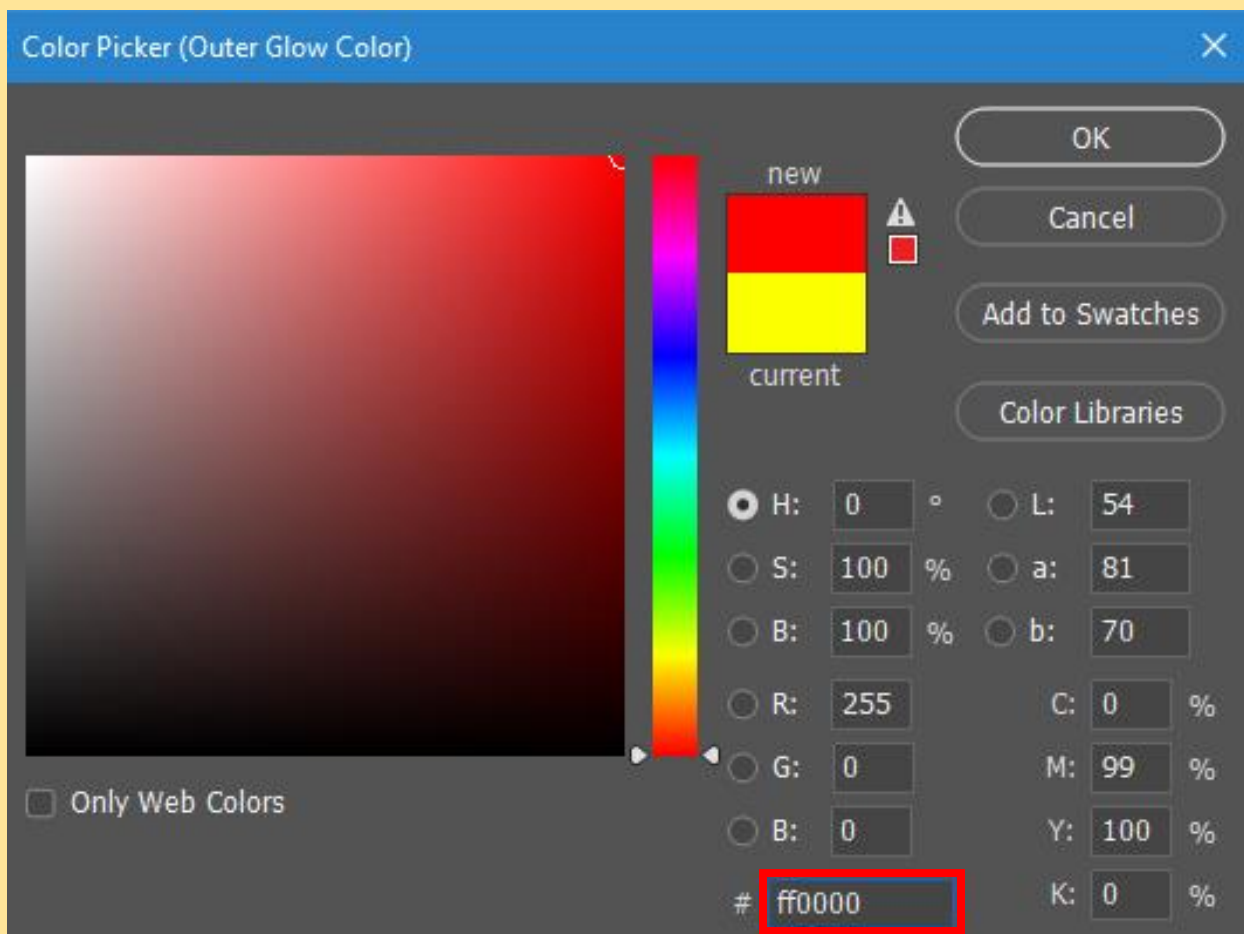 Color Picker (Outer Glow Color)
OK
new
Cancel
Add to Swatches
current
Color Libraries
H: 0 ° L: 54
S: 100 % a: 81
B: 100 % b: 70
R: 255 C: 0 %
G: 0 M: 99 %
Only Web Colors
B: 0 Y: 100 %
# ff0000 K: 0 %